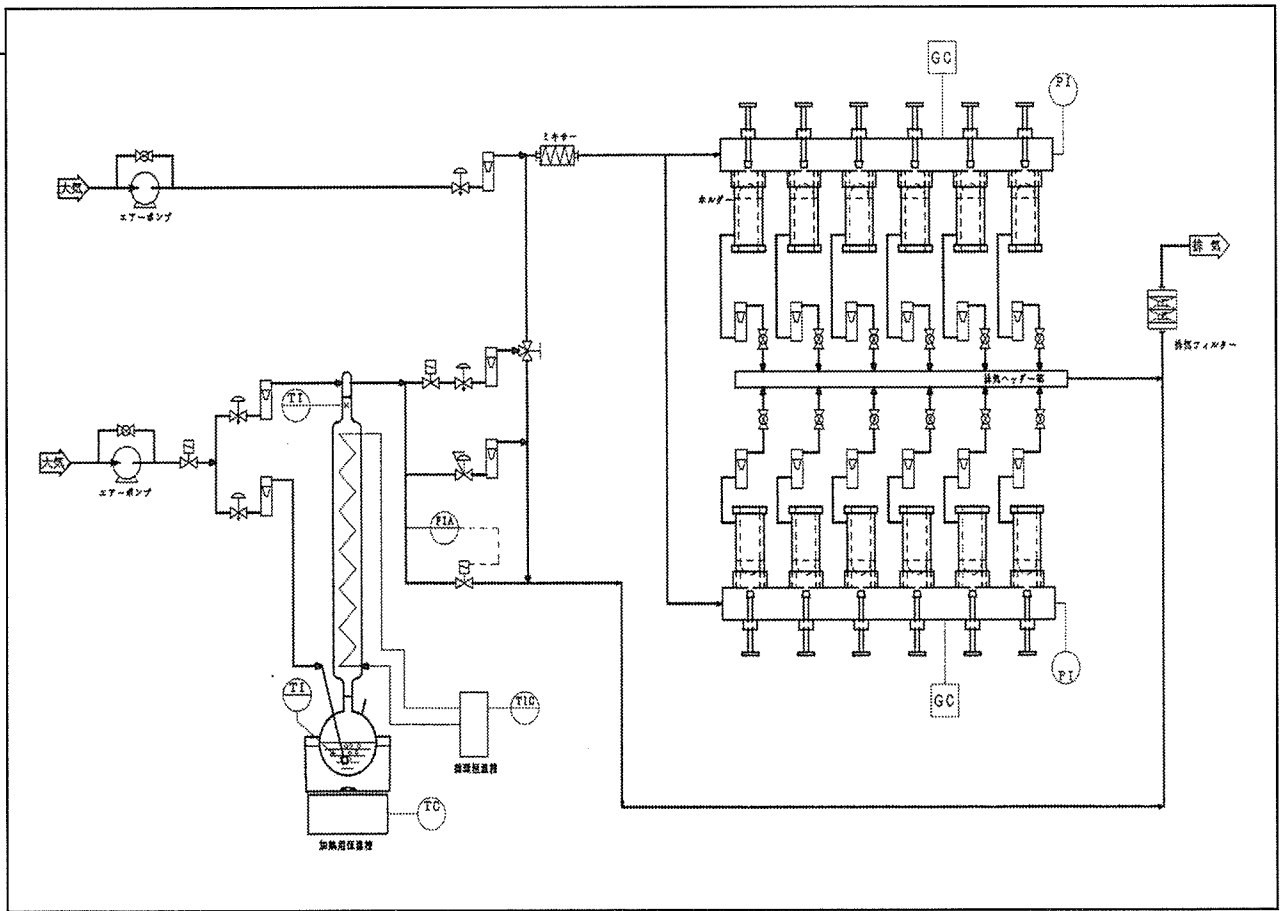 GC
PI
ミキサー
大気
エアーポンプ
ホルダー
排気
排気フィルター
TI
排気ヘッダー部
大気
エアーポンプ
PIA
TI
TIC
GC
PI
循環恒温槽
TC
加熱用恒温槽